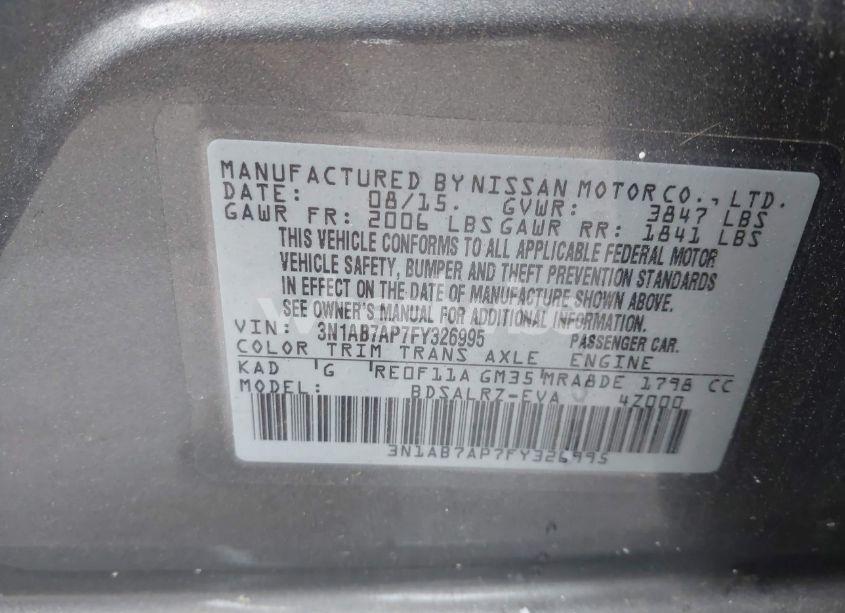 MANUFACTURED BY NISSAN MOTOR CO., LTD.
DATE: 08/15. GVWR: 3847 LBS
GAWR FR: 2006 LBS GAWR RR: 1841 LBS
THIS VEHICLE CONFORMS TO ALL APPLICABLE FEDERAL MOTOR
VEHICLE SAFETY, BUMPER AND THEFT PREVENTION STANDARDS
IN EFFECT ON THE DATE OF MANUFACTURE SHOWN ABOVE.
SEE OWNER'S MANUAL FOR ADDITIONAL INFORMATION.
VIN: 3N1AB7AP7FY326995 PASSENGER CAR.
COLOR TRIM TRANS AXLE ENGINE
KAD G RE0F11A GM35 MRA8DE 1798 CC
MODEL: BDSALRZ-EVA J 4Z000
3N1AB7AP7FY326995